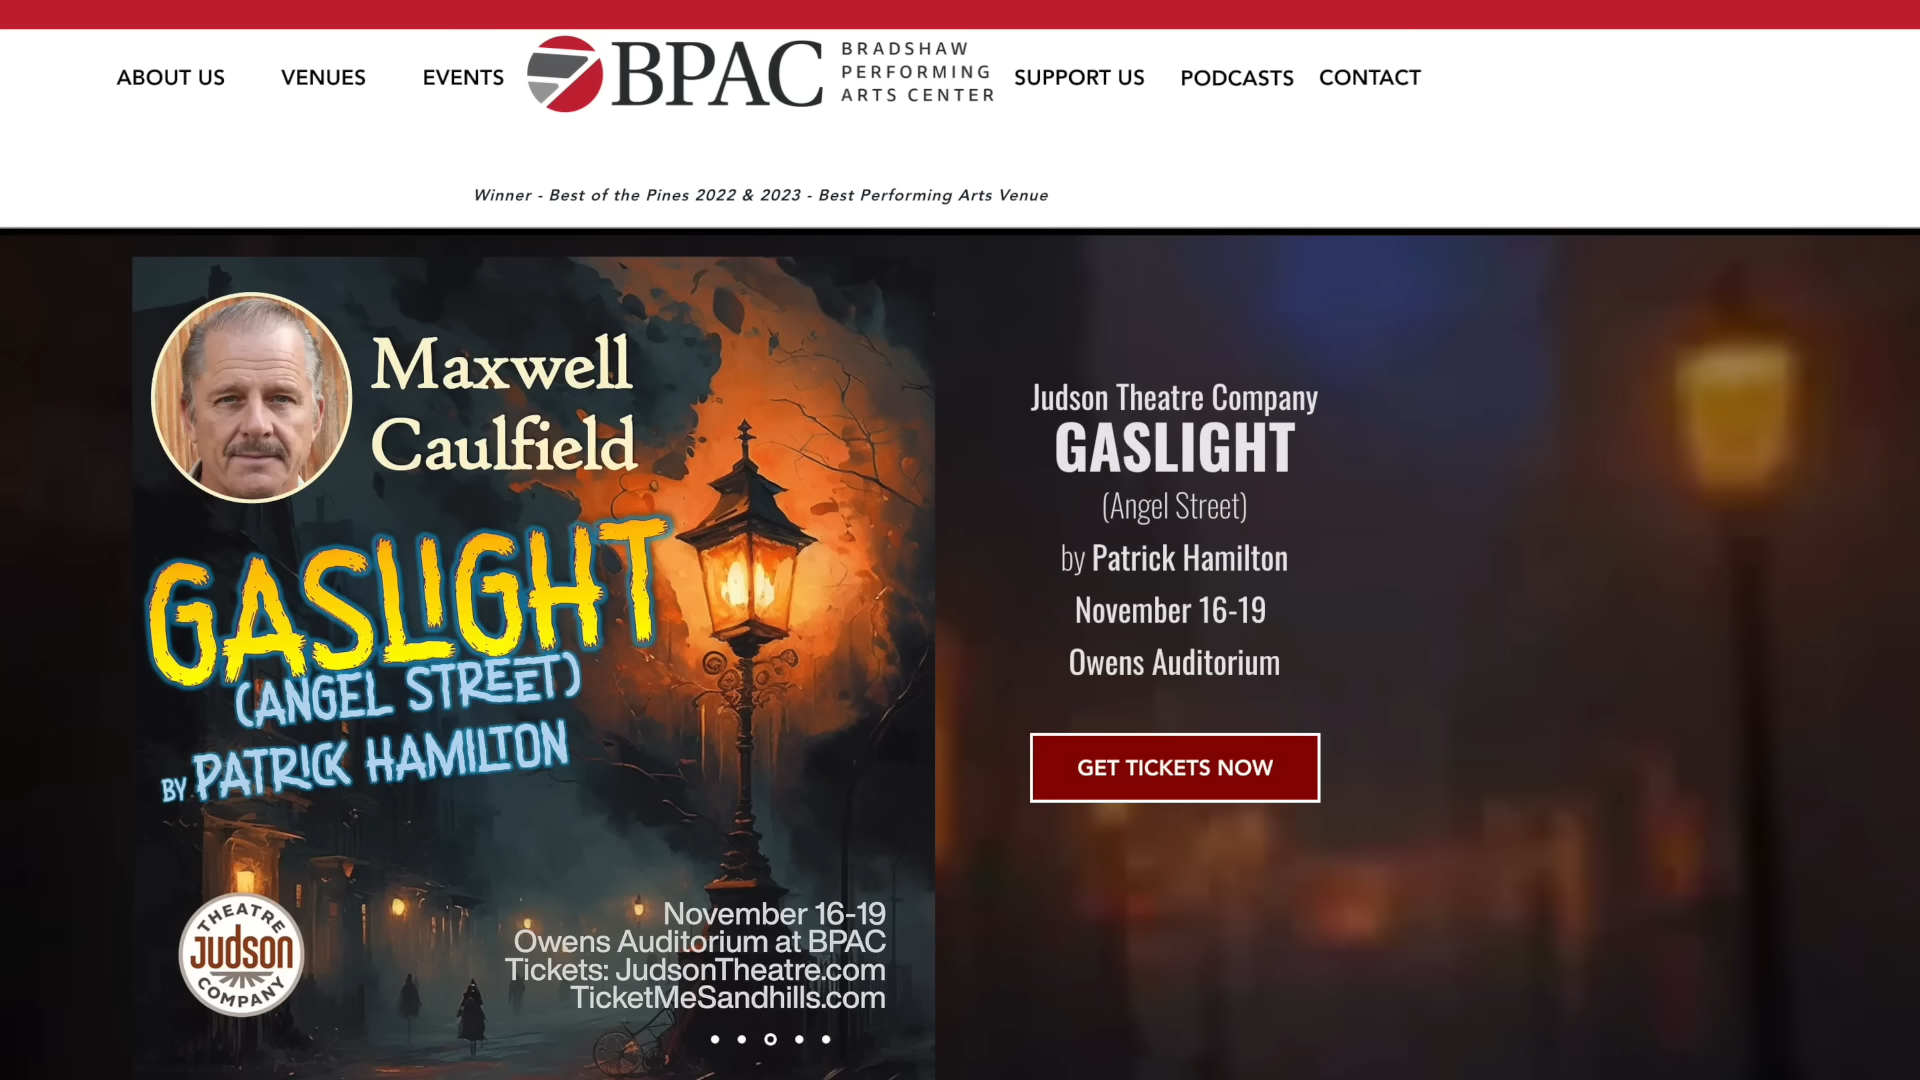 ABOUT US
VENUES
EVENTS
BPAC
BRADSHAW
PERFORMING
ARTS CENTER
SUPPORT US
PODCASTS
CONTACT
Winner - Best of the Pines 2022 & 2023 - Best Performing Arts Venue
Maxwell
Caulfield
GASLIGHT
(ANGEL STREET)
BY PATRICK HAMILTON
THEATRE
JUDSON
COMPANY
November 16-19
Owens Auditorium at BPAC
Tickets: JudsonTheatre.com
TicketMeSandhills.com
Judson Theatre Company
GASLIGHT
(Angel Street)
by Patrick Hamilton
November 16-19
Owens Auditorium
GET TICKETS NOW